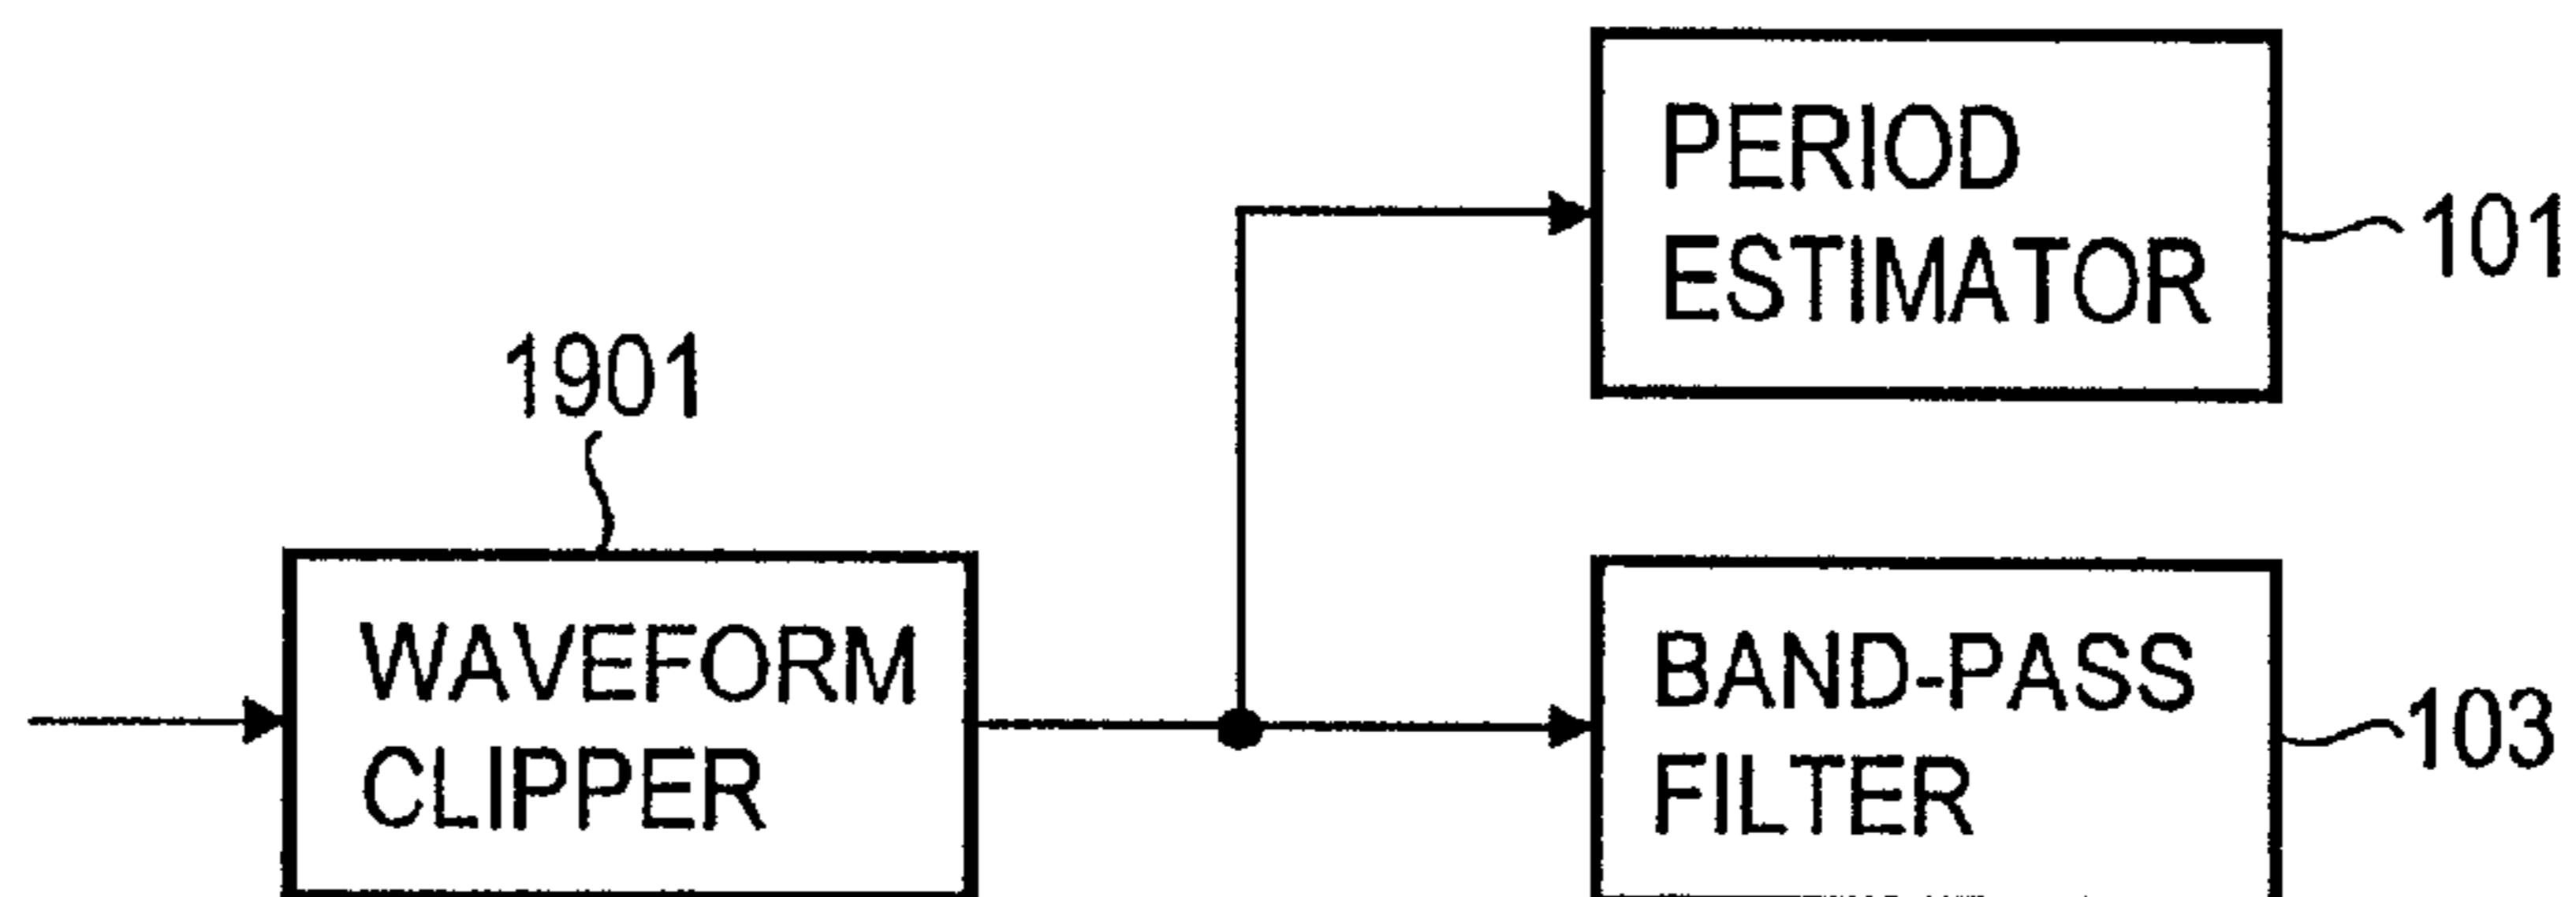 PERIOD
ESTIMATOR
101
1901
WAVEFORM
CLIPPER
BAND-PASS
FILTER
103